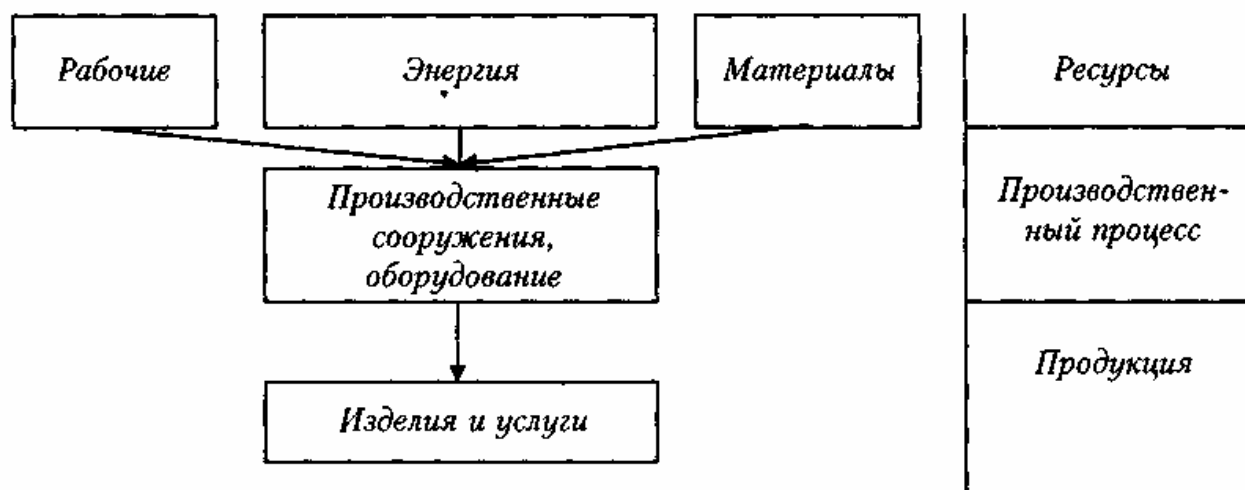 Рабочие
Энергия
Материалы
Ресурсы
Производственные
сооружения,
оборудование
Производствен-
ный процесс
Изделия и услуги
Продукция